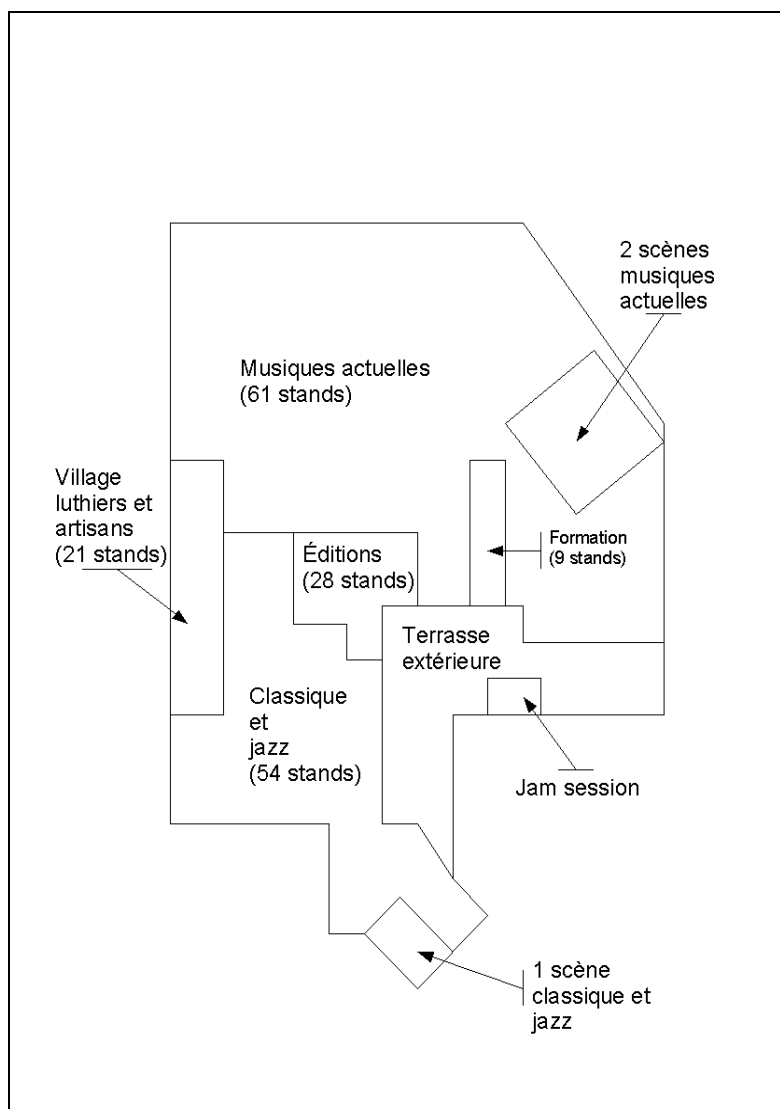 2 scènes
musiques
actuelles
Musiques actuelles
(61 stands)
Village
luthiers et
artisans
(21 stands)
Formation
(9 stands)
Éditions
(28 stands)
Terrasse
extérieure
Classique
et
jazz
(54 stands)
Jam session
1 scène
classique et
jazz